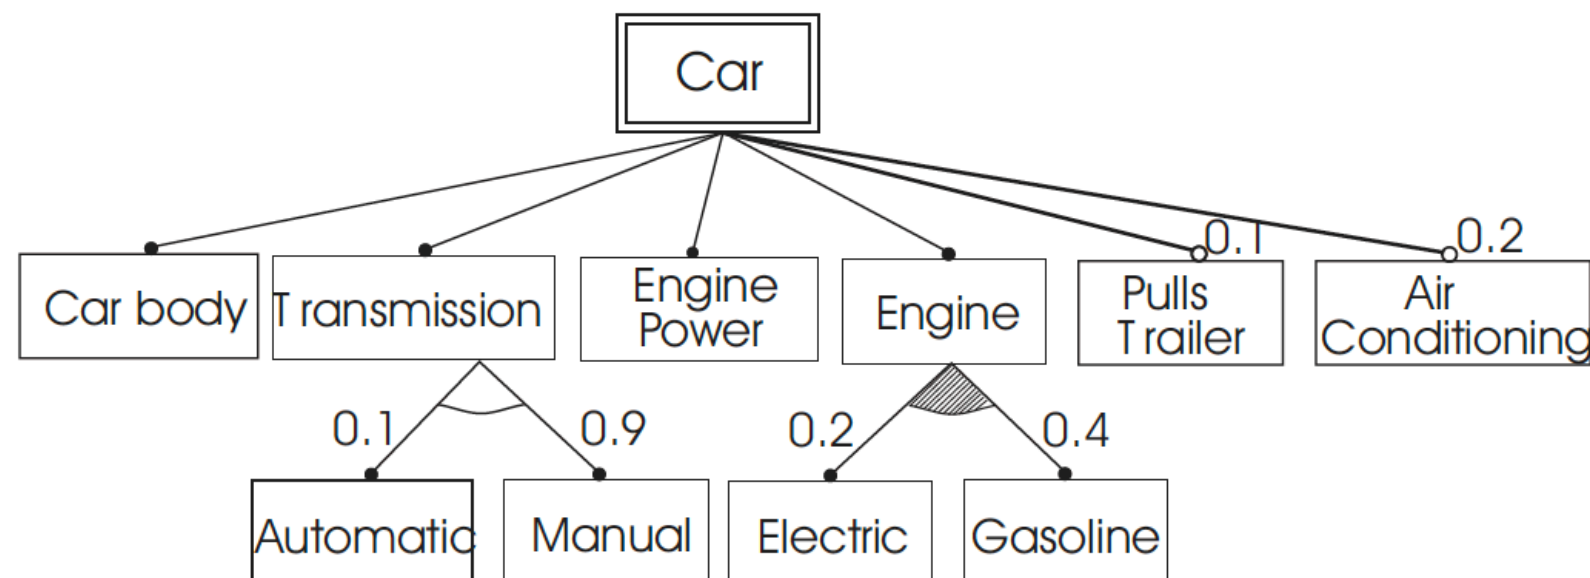 Car
0.1
0.2
Car body
Transmission
Engine
Power
Engine
Pulls
Trailer
Air
Conditioning
0.1
0.9
0.2
0.4
Automatic
Manual
Electric
Gasoline